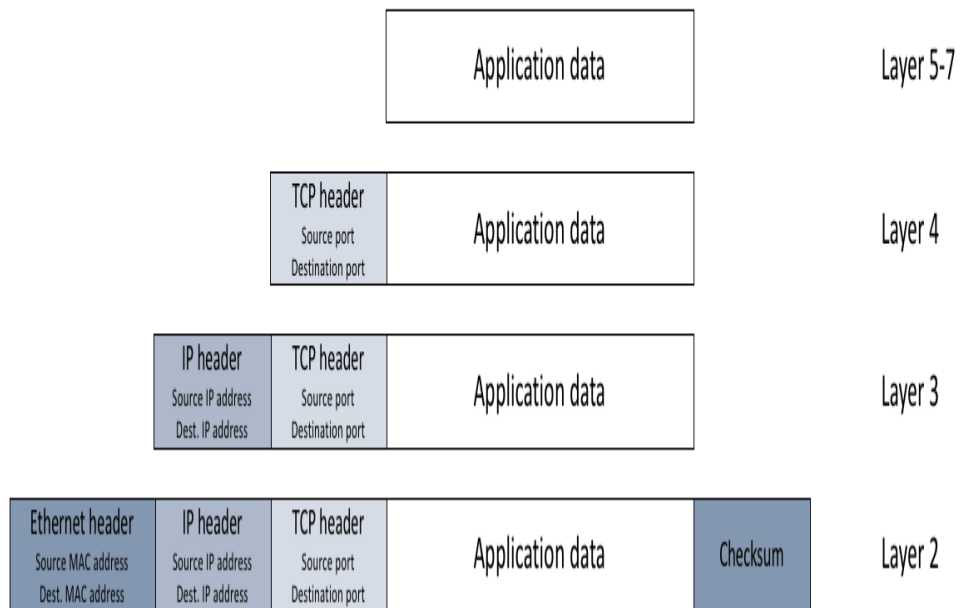 Application data
Layer 5-7
TCP header
Source port
Destination port
Application data
Layer 4
IP header
Source IP address
Dest. IP address
TCP header
Source port
Destination port
Application data
Layer 3
Ethernet header
Source MAC address
Dest. MAC address
IP header
Source IP address
Dest. IP address
TCP header
Source port
Destination port
Application data
Checksum
Layer 2